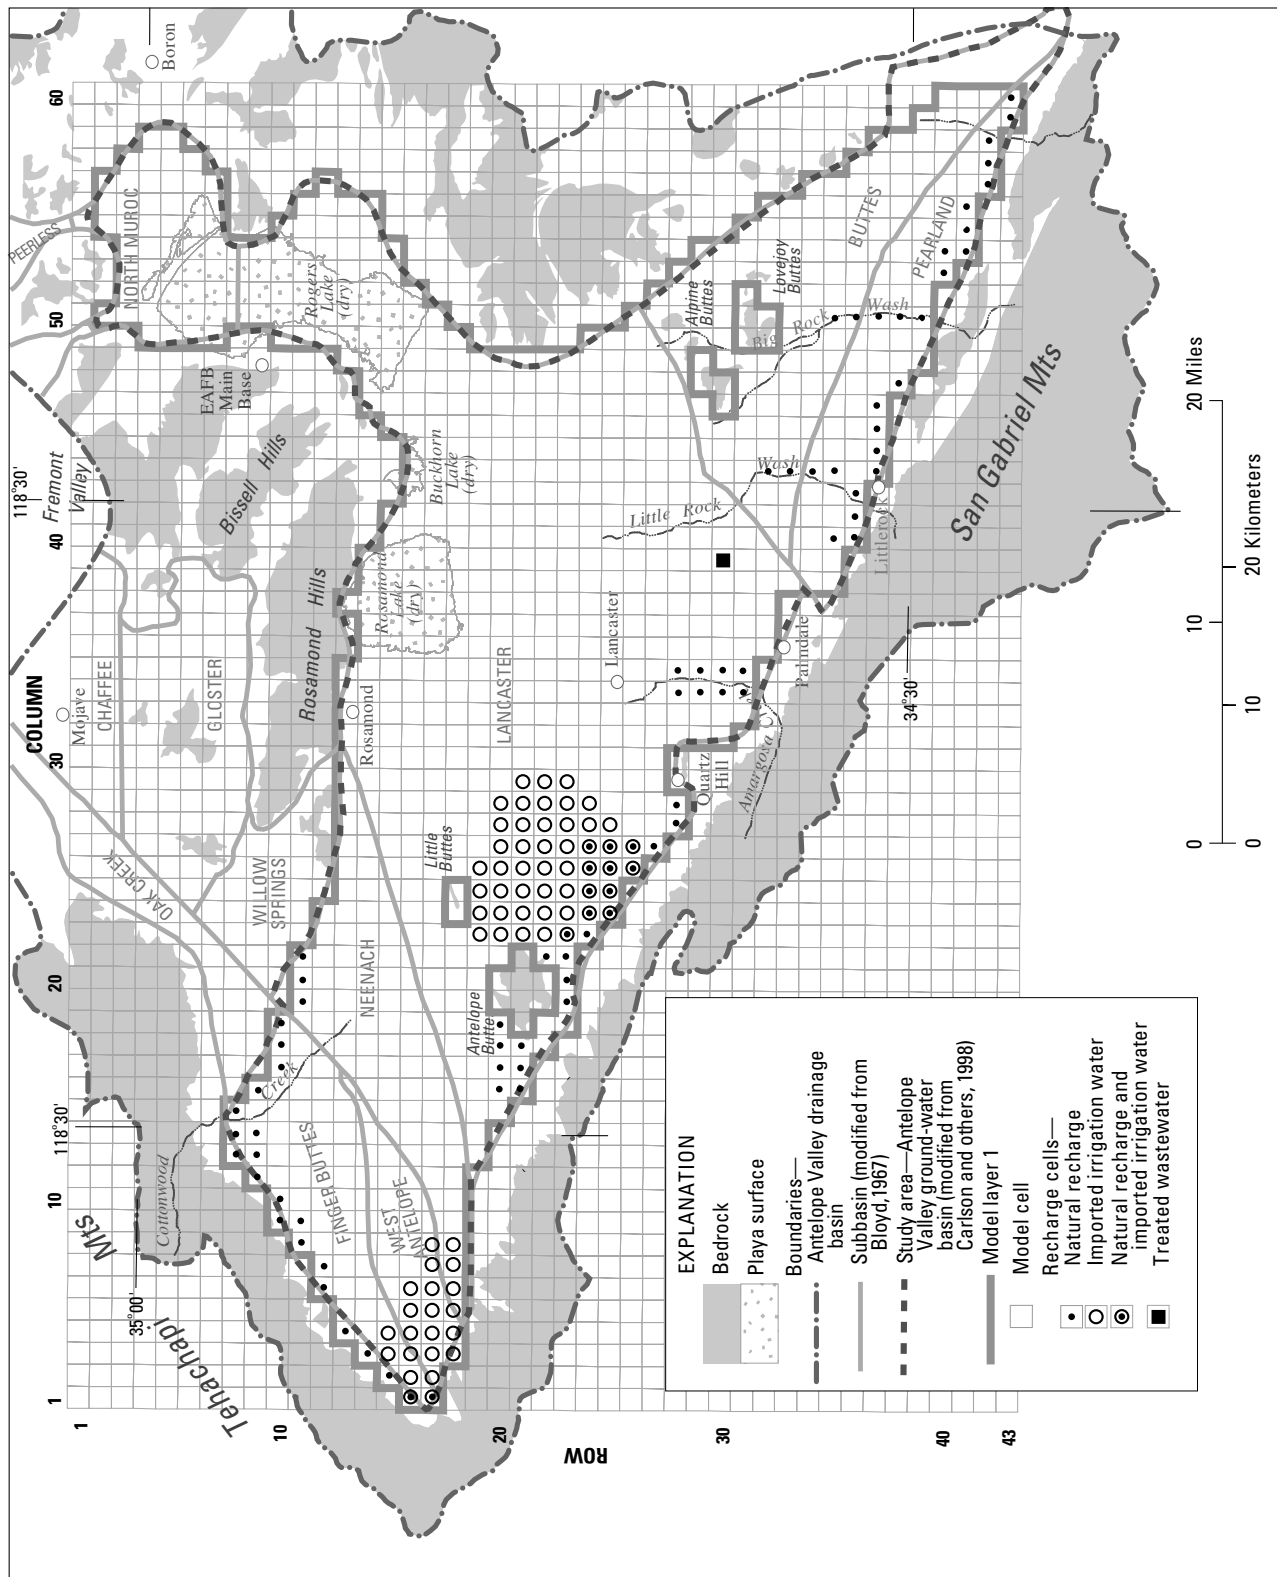 COLUMN
1
10
20
30
40
50
60
ROW
1
10
20
30
40
43
118°30'
118°30'
35°00'
34°30'
Tehachapi
Mts
Cottonwood
Creek
OAK CREEK
FINGER BUTTES
WEST
ANTELOPE
NEENACH
WILLOW
SPRINGS
GLOSTER
CHAFFEE
Mojave
Fremont
Valley
Bissell Hills
Rosamond Hills
Rosamond
Rosamond
Lake
(dry)
Buckhorn
Lake
(dry)
EAFB
Main
Base
Rogers
Lake
(dry)
NORTH MUROC
PEERLESS
Boron
LANCASTER
Lancaster
Little
Buttes
Antelope
Butte
Quartz
Hill
Amargosa
Palmdale
Little Rock
Wash
Littlerock
Alpine
Buttes
Lovejoy
Buttes
Big Rock
Wash
BUTTES
PEARLAND
San Gabriel Mts
EXPLANATION
Bedrock
Playa surface
Boundaries—
Antelope Valley drainage
basin
Subbasin (modified from
Bloyd,1967)
Study area—Antelope
Valley ground-water
basin (modified from
Carlson and others, 1998)
Model layer 1
Model cell
Recharge cells—
Natural recharge
Imported irrigation water
Natural recharge and
imported irrigation water
Treated wastewater
0
10
20 Miles
0
10
20 Kilometers